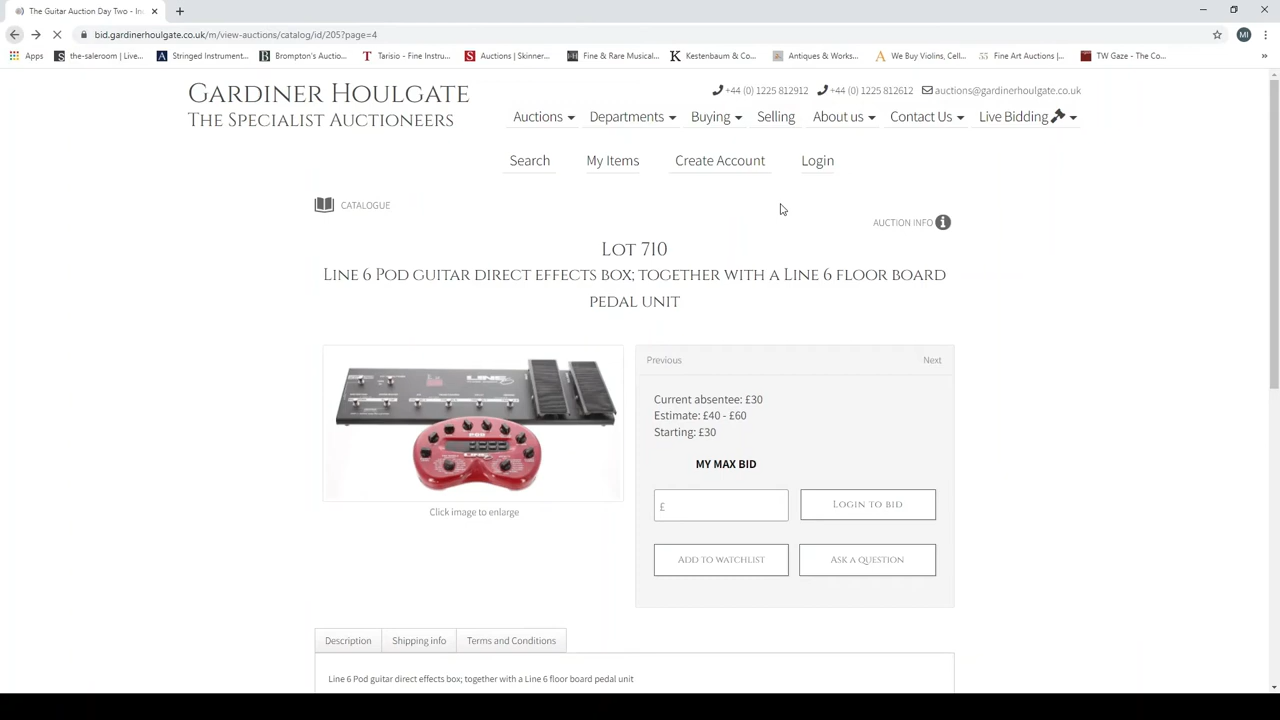 The Guitar Auction Day Two - In
bid.gardinerhoulgate.co.uk/m/view-auctions/catalog/id/205?page=4
MI
Apps
the-saleroom | Live...
Stringed Instrument...
Brompton's Auction...
Tarisio - Fine Instru...
Auctions | Skinner...
Fine & Rare Musical...
Kestenbaum & Com...
Antiques & Works...
We Buy Violins, Cell...
Fine Art Auctions |...
TW Gaze - The Co...
»
Gardiner Houlgate
The Specialist Auctioneers
+44 (0) 1225 812912
+44 (0) 1225 812612
auctions@gardinerhoulgate.co.uk
Auctions
Departments
Buying
Selling
About us
Contact Us
Live Bidding
Search
My Items
Create Account
Login
CATALOGUE
AUCTION INFO
Lot 710
Line 6 Pod guitar direct effects box; together with a Line 6 floor board
pedal unit
Previous
Next
Current absentee: £30
Estimate: £40 - £60
Starting: £30
MY MAX BID
£
Login to bid
Add to watchlist
Ask a question
Click image to enlarge
Description
Shipping info
Terms and Conditions
Line 6 Pod guitar direct effects box; together with a Line 6 floor board pedal unit